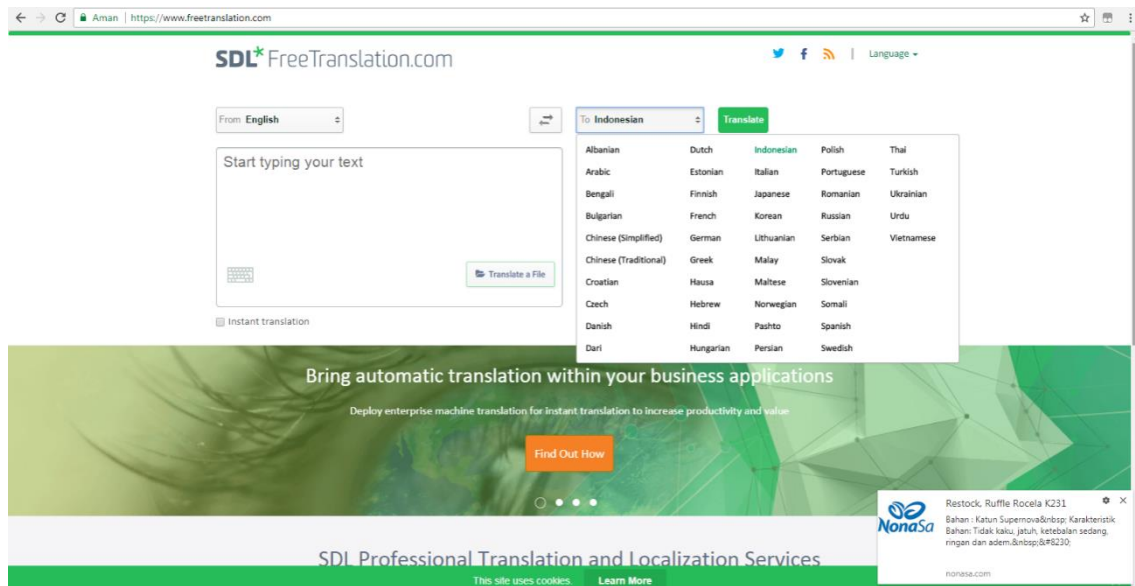 Aman | https://www.freetranslation.com
SDL* FreeTranslation.com
Language
From English
To Indonesian
Translate
Start typing your text
Translate a File
Instant translation
Albanian Dutch Indonesian Polish Thai
Arabic Estonian Italian Portuguese Turkish
Bengali Finnish Japanese Romanian Ukrainian
Bulgarian French Korean Russian Urdu
Chinese (Simplified) German Lithuanian Serbian Vietnamese
Chinese (Traditional) Greek Malay Slovak
Croatian Hausa Maltese Slovenian
Czech Hebrew Norwegian Somali
Danish Hindi Pashto Spanish
Dari Hungarian Persian Swedish
Bring automatic translation within your business applications
Deploy enterprise machine translation for instant translation to increase productivity and value
Find Out How
SDL Professional Translation and Localization Services
This site uses cookies. Learn More
NonaSa
Restock, Ruffle Rocela K231
Bahan : Katun Supernova&nbsp; Karakteristik
Bahan: Tidak kaku, jatuh, ketebalan sedang,
ringan dan adem.&nbsp;&#8230;
nonasa.com